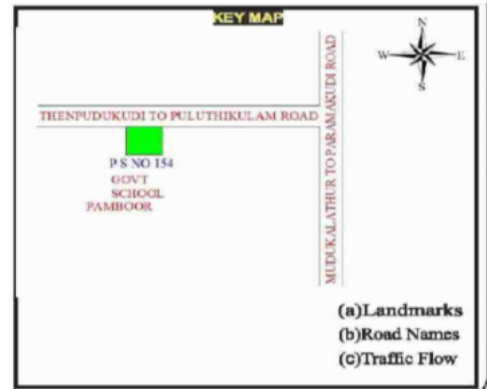 KEY MAP
N
W
E
S
THENPUDUKUDI TO PULUTHIKULAM ROAD
MUDUKALATHUR TO PARAMAKUDI ROAD
P S NO 154
GOVT
SCHOOL
PAMBOOR
(a)Landmarks
(b)Road Names
(c)Traffic Flow